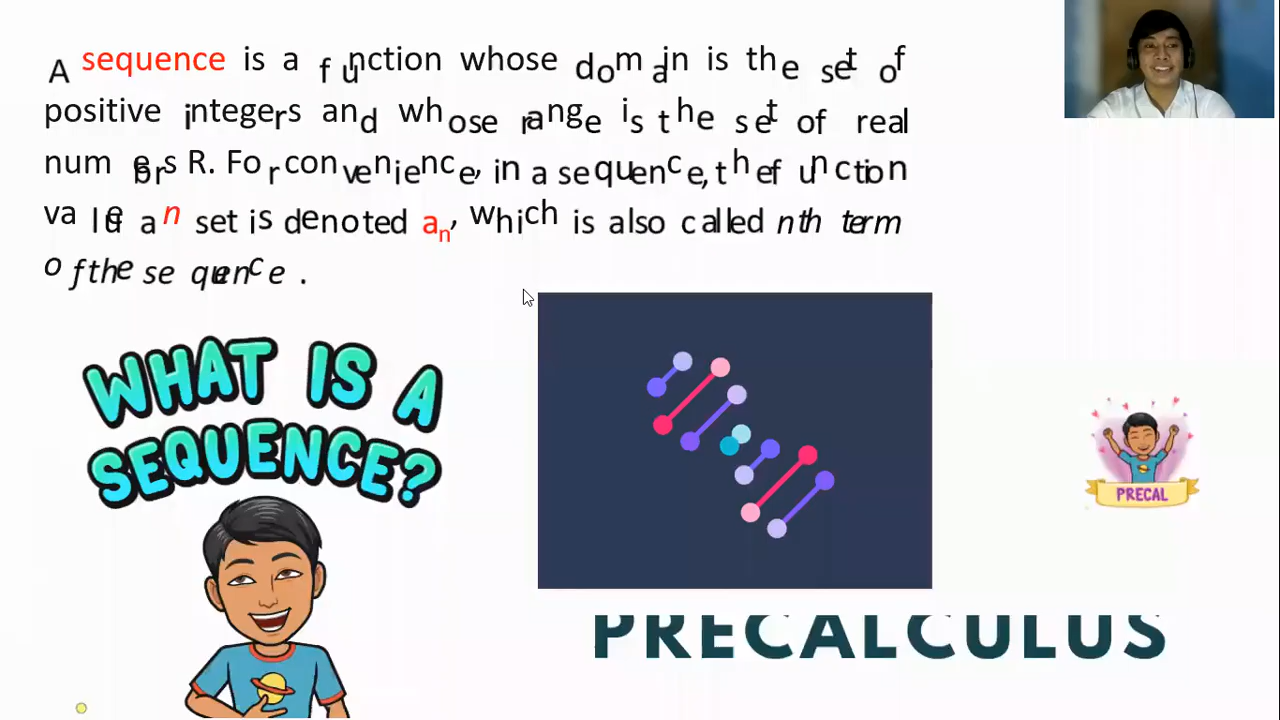 A sequence is a function whose domain is the set of
positive integers and whose range is the set of real
numbers R. For convenience, in a sequence, the function
value a n set is denoted aₙ, which is also called nth term
of the sequence.
WHAT IS A
SEQUENCE?
PRECAL
PRECALCULUS